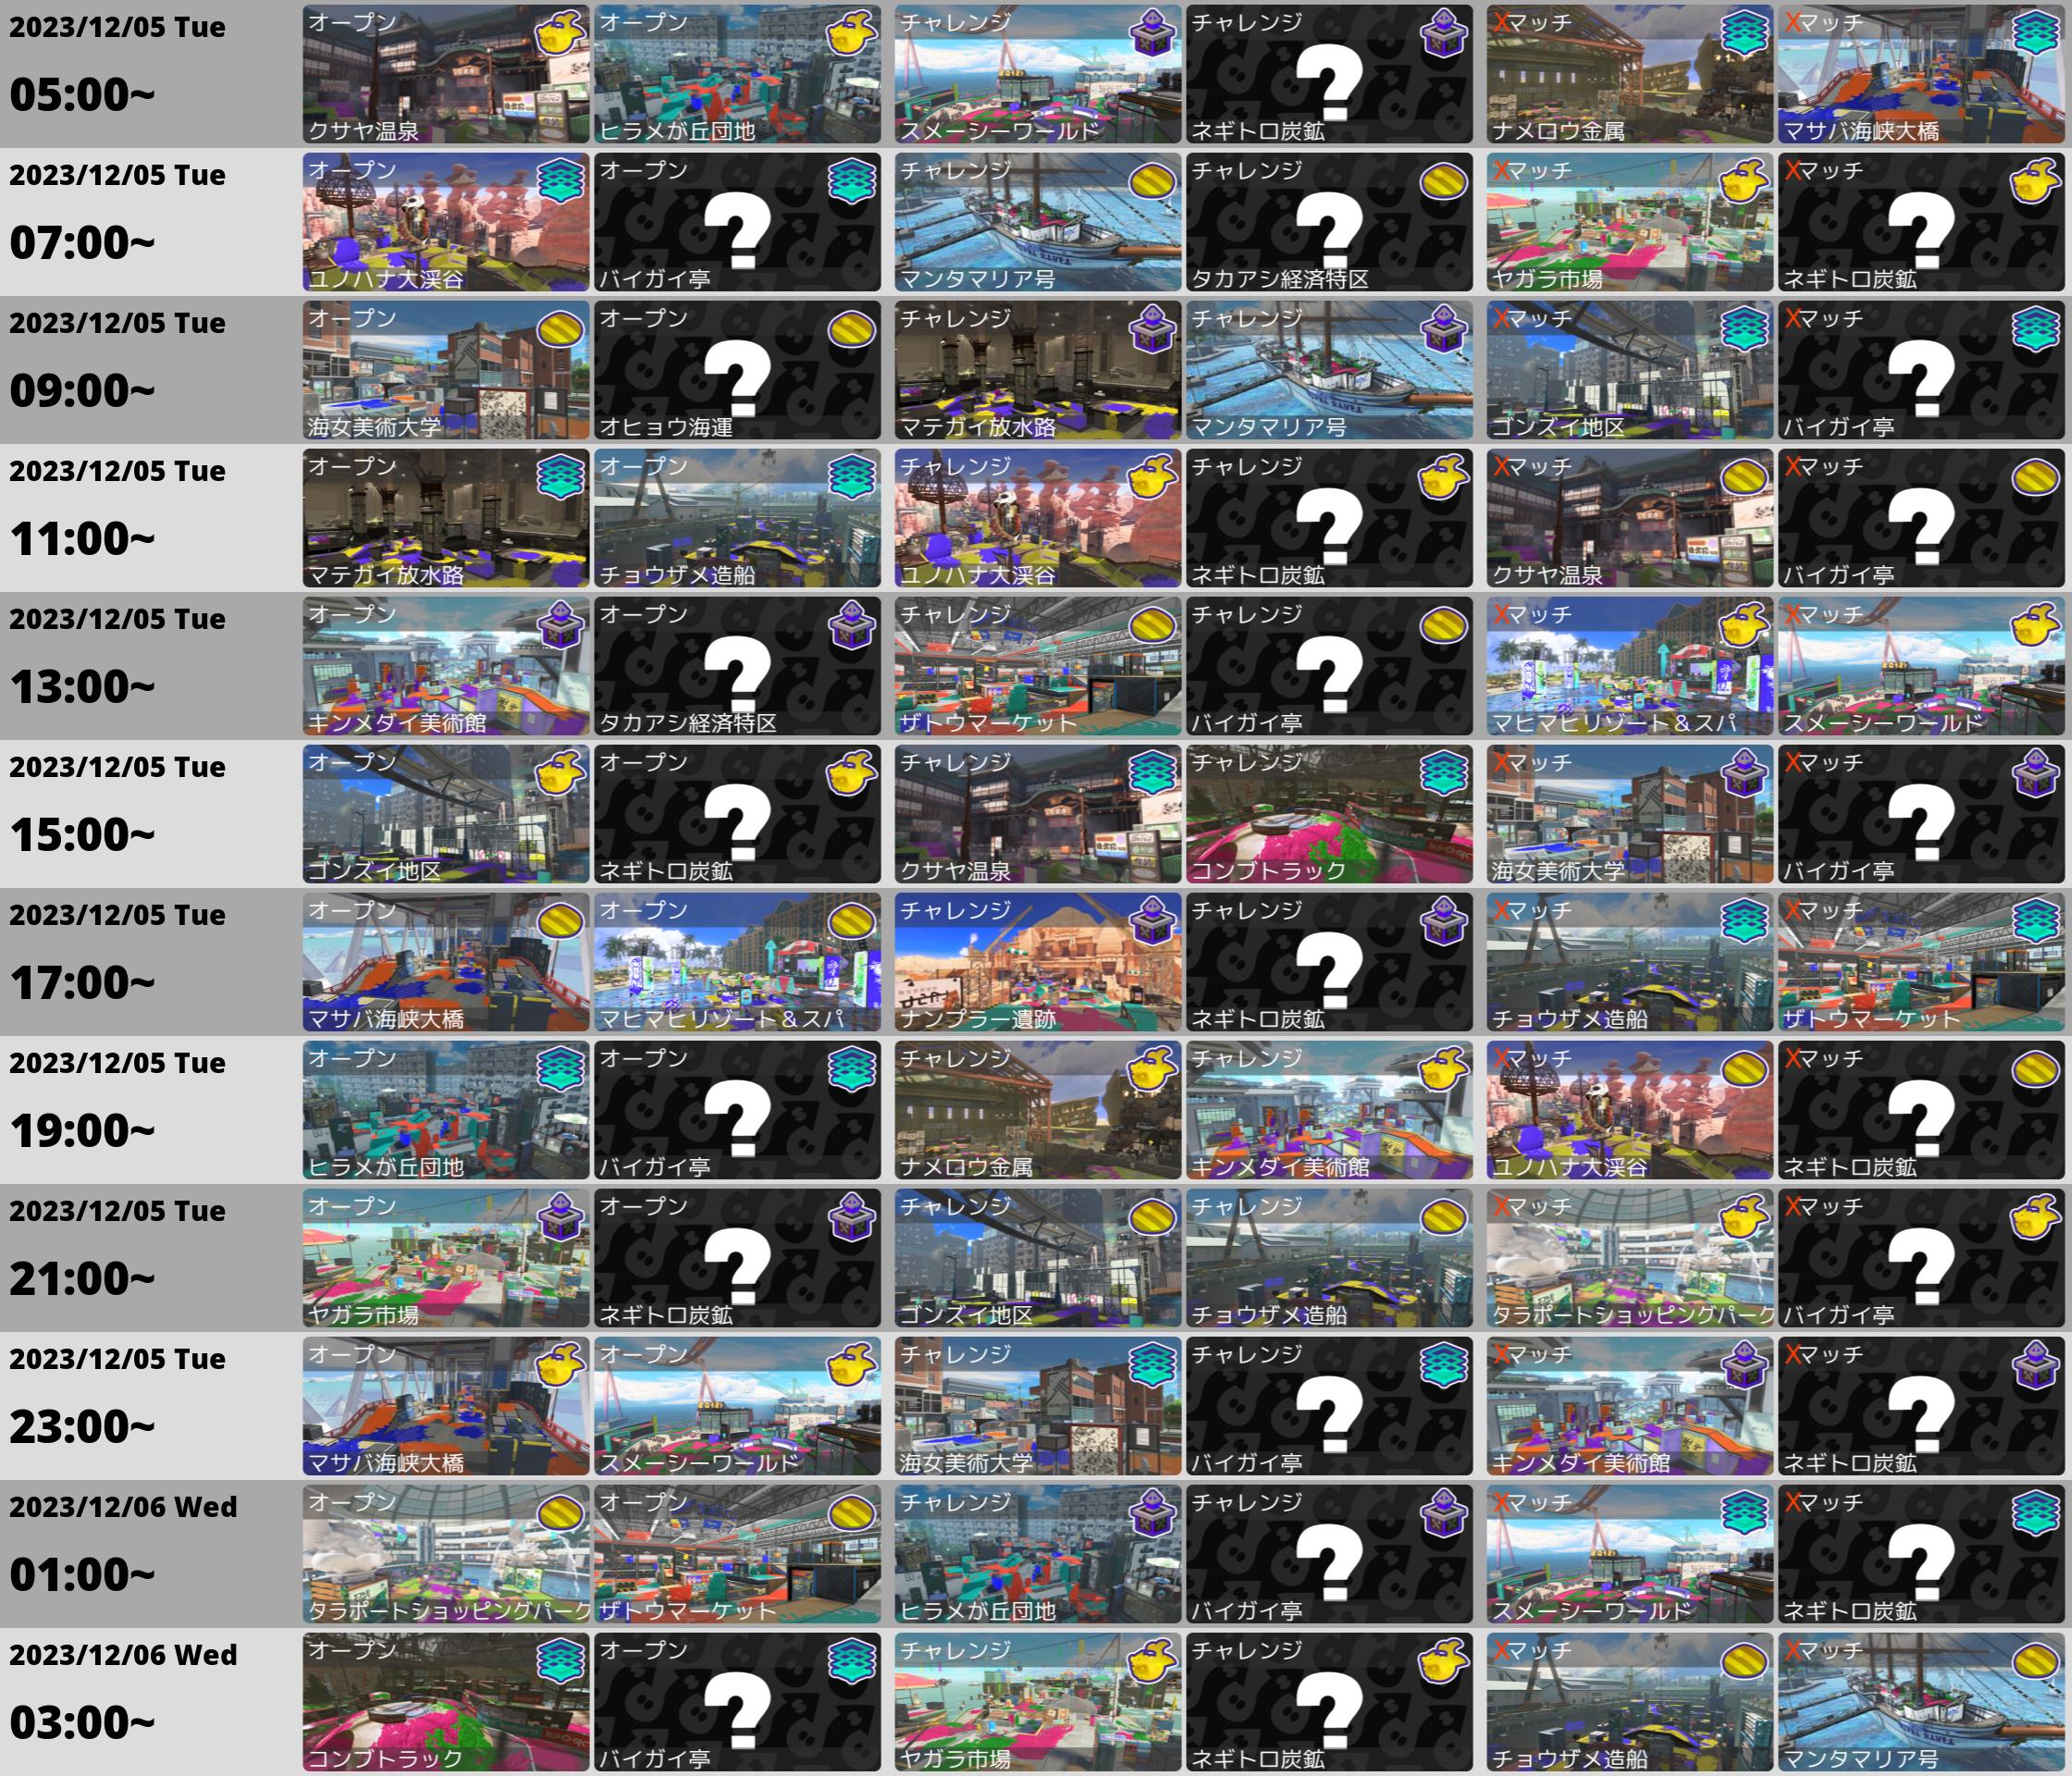 2023/12/05 Tue
05:00~
オープン
クサヤ温泉
オープン
ヒラメが丘団地
チャレンジ
スメーシーワールド
チャレンジ
ネギトロ炭鉱
Xマッチ
ナメロウ金属
Xマッチ
マサバ海峡大橋
2023/12/05 Tue
07:00~
オープン
ユノハナ大渓谷
オープン
バイガイ亭
チャレンジ
マンタマリア号
チャレンジ
タカアシ経済特区
Xマッチ
ヤガラ市場
Xマッチ
ネギトロ炭鉱
2023/12/05 Tue
09:00~
オープン
海女美術大学
オープン
オヒョウ海運
チャレンジ
マテガイ放水路
チャレンジ
マンタマリア号
Xマッチ
ゴンズイ地区
Xマッチ
バイガイ亭
2023/12/05 Tue
11:00~
オープン
マテガイ放水路
オープン
チョウザメ造船
チャレンジ
ユノハナ大渓谷
チャレンジ
ネギトロ炭鉱
Xマッチ
クサヤ温泉
Xマッチ
バイガイ亭
2023/12/05 Tue
13:00~
オープン
キンメダイ美術館
オープン
タカアシ経済特区
チャレンジ
ザトウマーケット
チャレンジ
バイガイ亭
Xマッチ
マヒマヒリゾート＆スパ
Xマッチ
スメーシーワールド
2023/12/05 Tue
15:00~
オープン
ゴンズイ地区
オープン
ネギトロ炭鉱
チャレンジ
クサヤ温泉
チャレンジ
コンブトラック
Xマッチ
海女美術大学
Xマッチ
バイガイ亭
2023/12/05 Tue
17:00~
オープン
マサバ海峡大橋
オープン
マヒマヒリゾート＆スパ
チャレンジ
ナンプラー遺跡
チャレンジ
ネギトロ炭鉱
Xマッチ
チョウザメ造船
Xマッチ
ザトウマーケット
2023/12/05 Tue
19:00~
オープン
ヒラメが丘団地
オープン
バイガイ亭
チャレンジ
ナメロウ金属
チャレンジ
キンメダイ美術館
Xマッチ
ユノハナ大渓谷
Xマッチ
ネギトロ炭鉱
2023/12/05 Tue
21:00~
オープン
ヤガラ市場
オープン
ネギトロ炭鉱
チャレンジ
ゴンズイ地区
チャレンジ
チョウザメ造船
Xマッチ
タラポートショッピングパーク
Xマッチ
バイガイ亭
2023/12/05 Tue
23:00~
オープン
マサバ海峡大橋
オープン
スメーシーワールド
チャレンジ
海女美術大学
チャレンジ
バイガイ亭
Xマッチ
キンメダイ美術館
Xマッチ
ネギトロ炭鉱
2023/12/06 Wed
01:00~
オープン
タラポートショッピングパーク
オープン
ザトウマーケット
チャレンジ
ヒラメが丘団地
チャレンジ
バイガイ亭
Xマッチ
スメーシーワールド
Xマッチ
ネギトロ炭鉱
2023/12/06 Wed
03:00~
オープン
コンブトラック
オープン
バイガイ亭
チャレンジ
ヤガラ市場
チャレンジ
ネギトロ炭鉱
Xマッチ
チョウザメ造船
Xマッチ
マンタマリア号